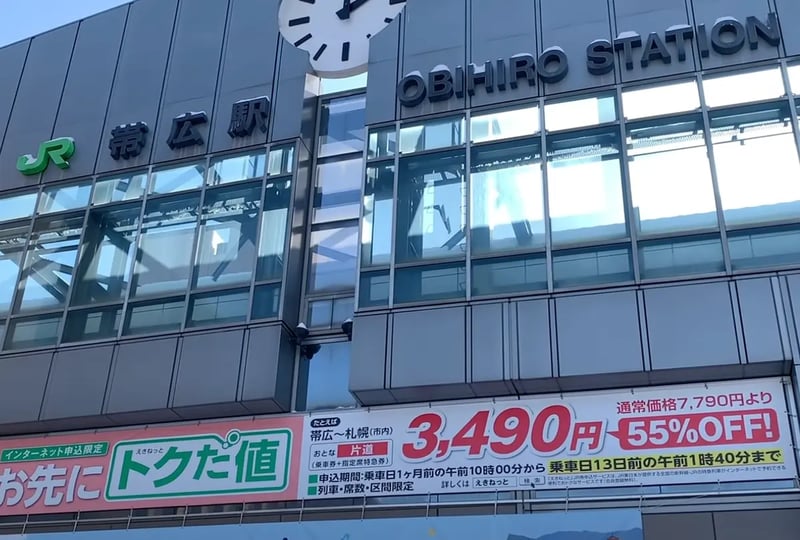 OBIHIRO STATION
JR 帯広駅
インターネット申込限定
お先に
えきねっと
トクだ値
たとえば
帯広〜札幌(市内)
おとな 片道
(乗車券+指定席特急券)
3,490円
通常価格7,790円より
55%OFF!
■申込期間:乗車日1ヶ月前の午前10時00分から 乗車日13日前の午前1時40分まで
■列車・席数・区間限定
詳しくは えきねっと 検索